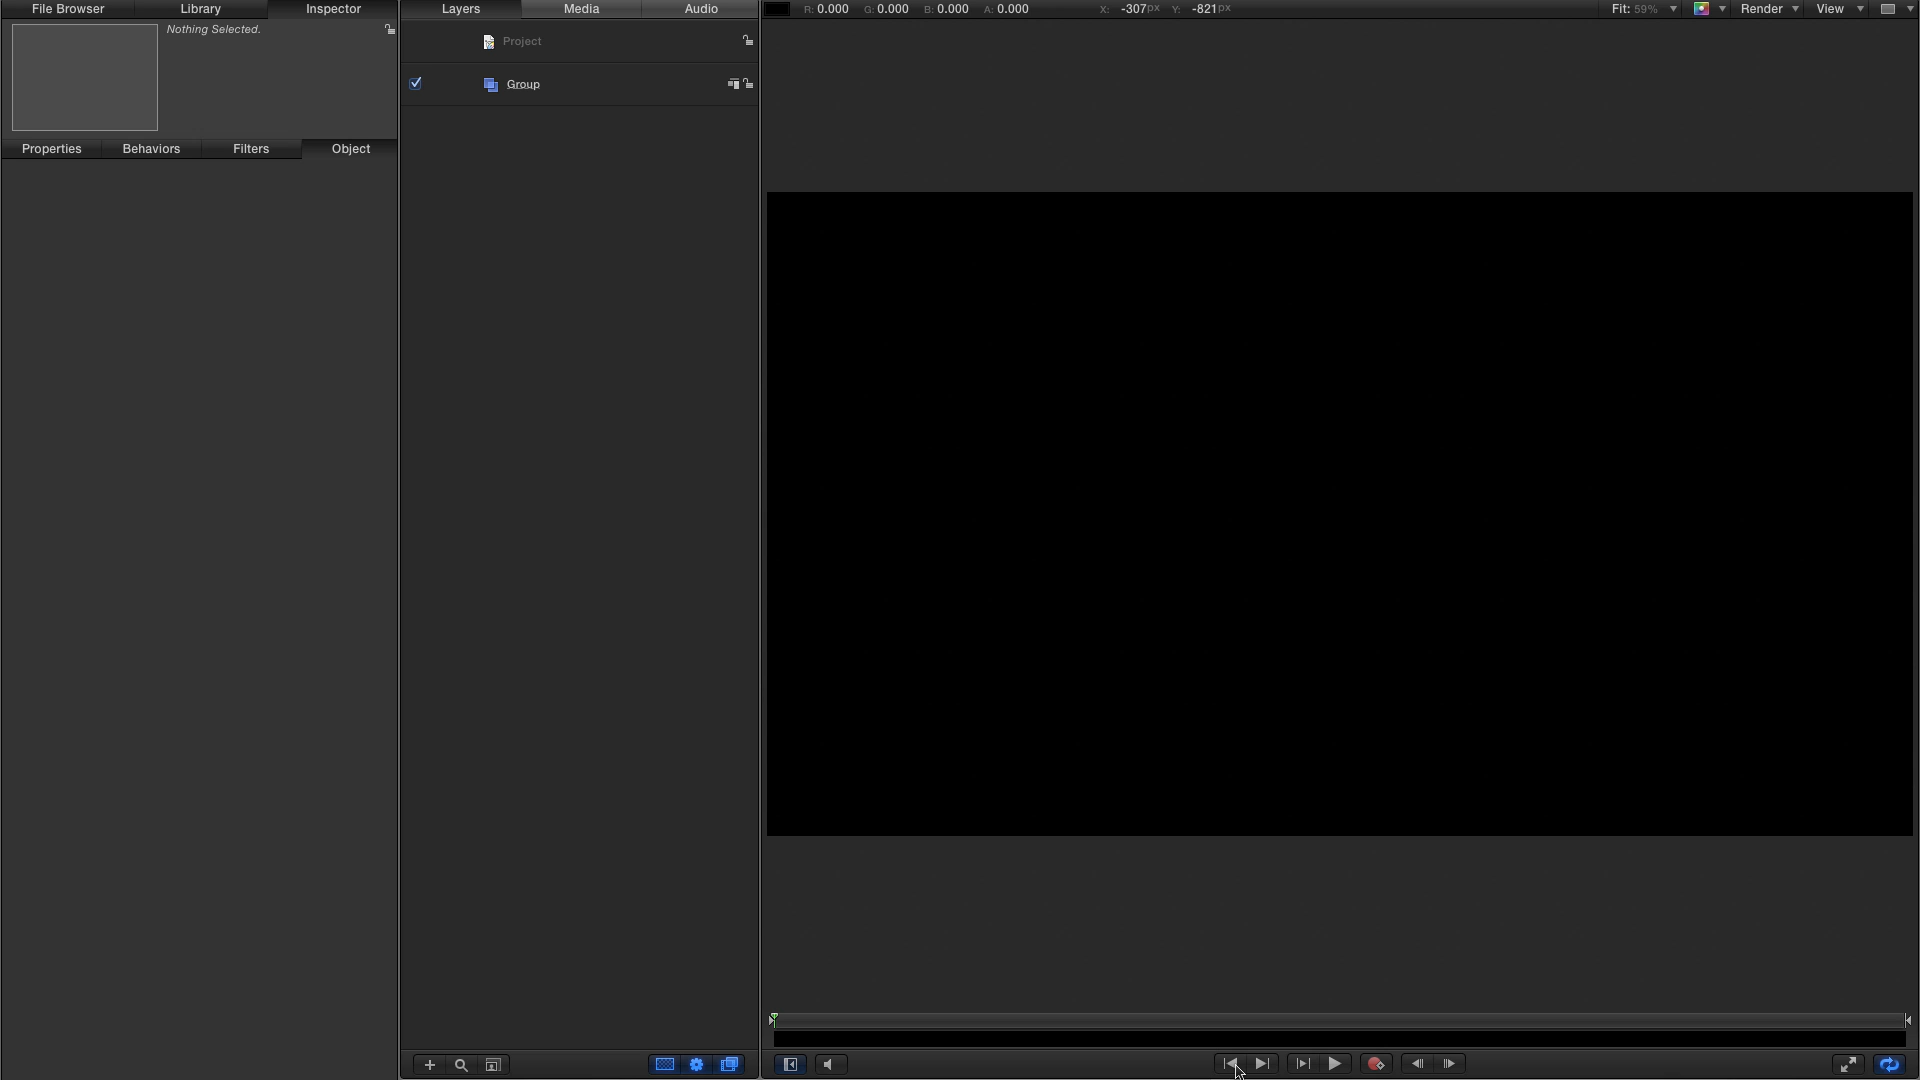 File Browser Library Inspector Layers Media Audio R: 0.000 G: 0.000 B: 0.000 A: 0.000 X: -307px Y: -821px Fit: 59% Render View
Nothing Selected.
Project
Group
Properties Behaviors Filters Object